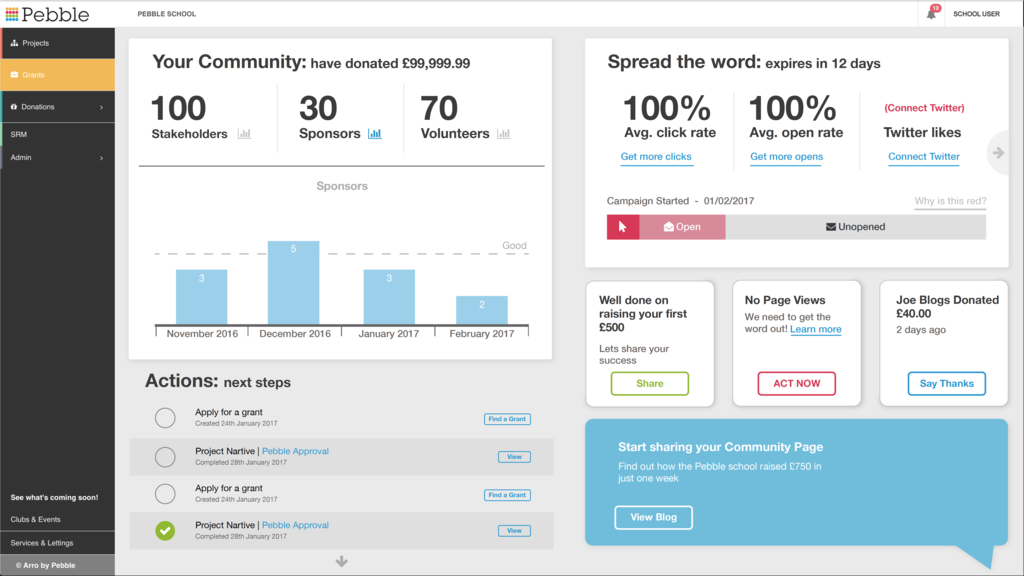 Pebble
PEBBLE SCHOOL
10
SCHOOL USER
Projects
Grants
Donations
SRM
Admin
See what's coming soon!
Clubs & Events
Services & Lettings
© Arro by Pebble
Your Community: have donated £99,999.99
100
Stakeholders
30
Sponsors
70
Volunteers
Sponsors
Good
3
5
3
2
November 2016
December 2016
January 2017
February 2017
Actions: next steps
Apply for a grant
Created 24th January 2017
Find a Grant
Project Nartive | Pebble Approval
Completed 28th January 2017
View
Apply for a grant
Created 24th January 2017
Find a Grant
Project Nartive | Pebble Approval
Completed 28th January 2017
View
Spread the word: expires in 12 days
100%
Avg. click rate
Get more clicks
100%
Avg. open rate
Get more opens
(Connect Twitter)
Twitter likes
Connect Twitter
Campaign Started - 01/02/2017
Why is this red?
Open
Unopened
Well done on
raising your first
£500
Lets share your
success
Share
No Page Views
We need to get the
word out! Learn more
ACT NOW
Joe Blogs Donated
£40.00
2 days ago
Say Thanks
Start sharing your Community Page
Find out how the Pebble school raised £750 in
just one week
View Blog